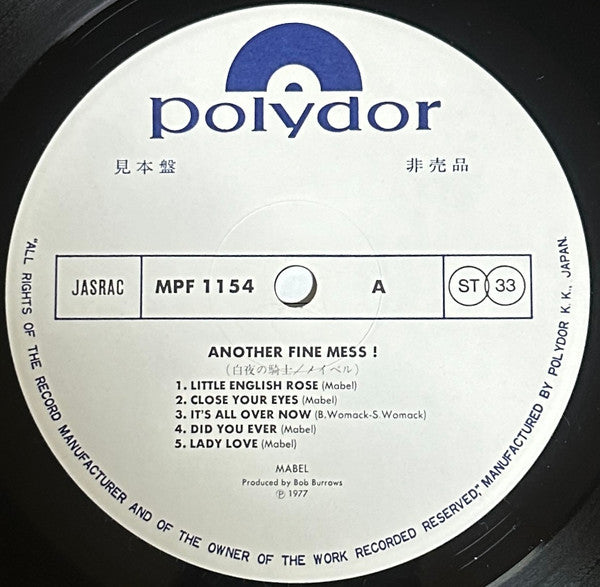 polydor
見本盤
非売品
JASRAC
MPF 1154
A
ST 33
ANOTHER FINE MESS !
(白夜の騎士/メイベル)
1. LITTLE ENGLISH ROSE (Mabel)
2. CLOSE YOUR EYES (Mabel)
3. IT'S ALL OVER NOW (B.Womack-S.Womack)
4. DID YOU EVER (Mabel)
5. LADY LOVE (Mabel)
MABEL
Produced by Bob Burrows
Ⓟ 1977
"ALL RIGHTS OF THE RECORD MANUFACTURER AND OF THE OWNER OF THE WORK RECORDED RESERVED," MANUFACTURED BY POLYDOR K.K., JAPAN.